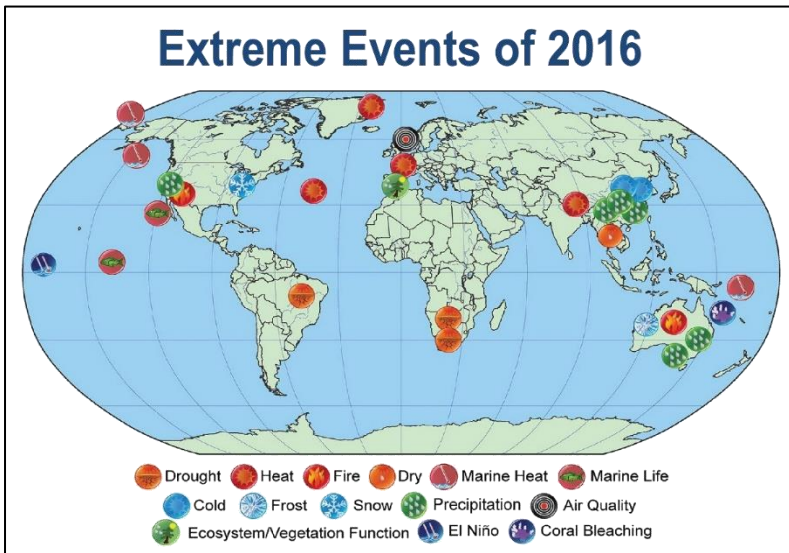 Extreme Events of 2016
Drought Heat Fire Dry Marine Heat Marine Life
Cold Frost Snow Precipitation Air Quality
Ecosystem/Vegetation Function El Niño Coral Bleaching